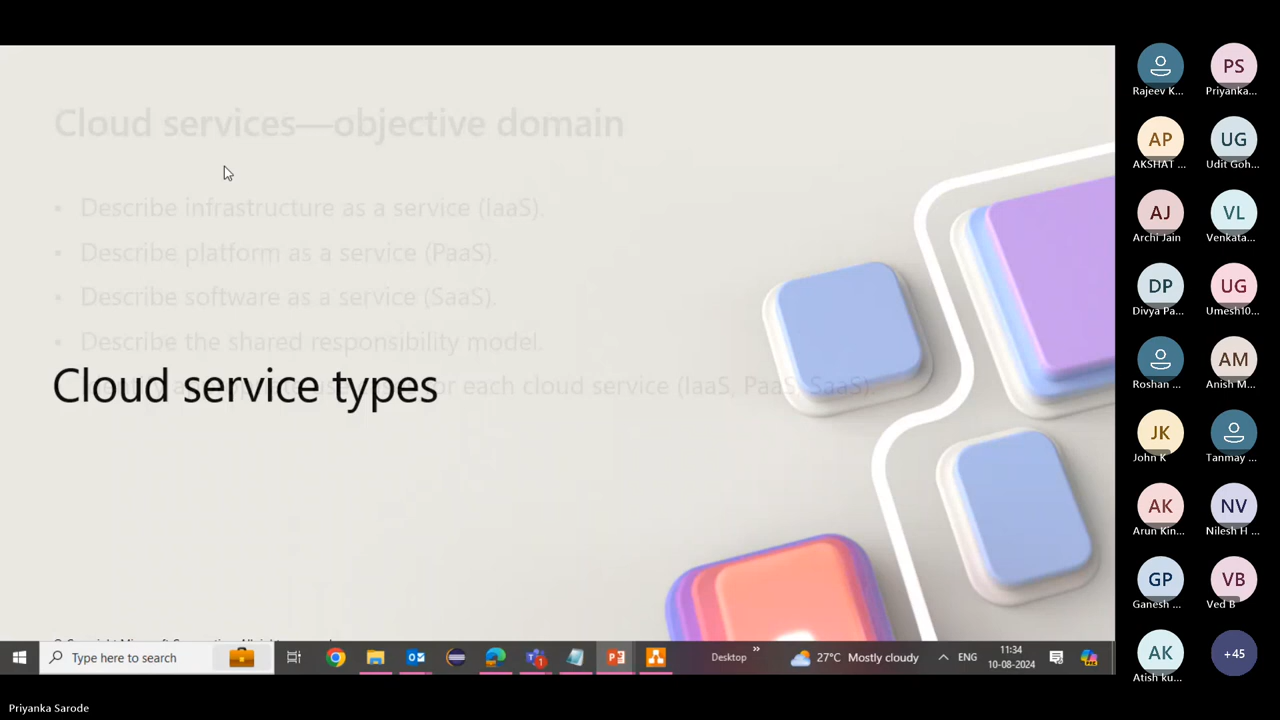 Cloud services—objective domain
• Describe infrastructure as a service (IaaS).
• Describe platform as a service (PaaS).
• Describe software as a service (SaaS).
• Describe the shared responsibility model.
Cloud service types
for each cloud service (IaaS, PaaS, SaaS).
Type here to search
Desktop
27°C Mostly cloudy
ENG
11:34
10-08-2024
1
Rajeev K...
PS
Priyanka...
AP
AKSHAT ...
UG
Udit Goh...
AJ
Archi Jain
VL
Venkata...
DP
Divya Pa...
UG
Umesh10...
Roshan ...
AM
Anish M...
JK
John K
Tanmay ...
AK
Arun Kin...
NV
Nilesh H ...
GP
Ganesh ...
VB
Ved B
AK
Atish ku...
+45
Priyanka Sarode